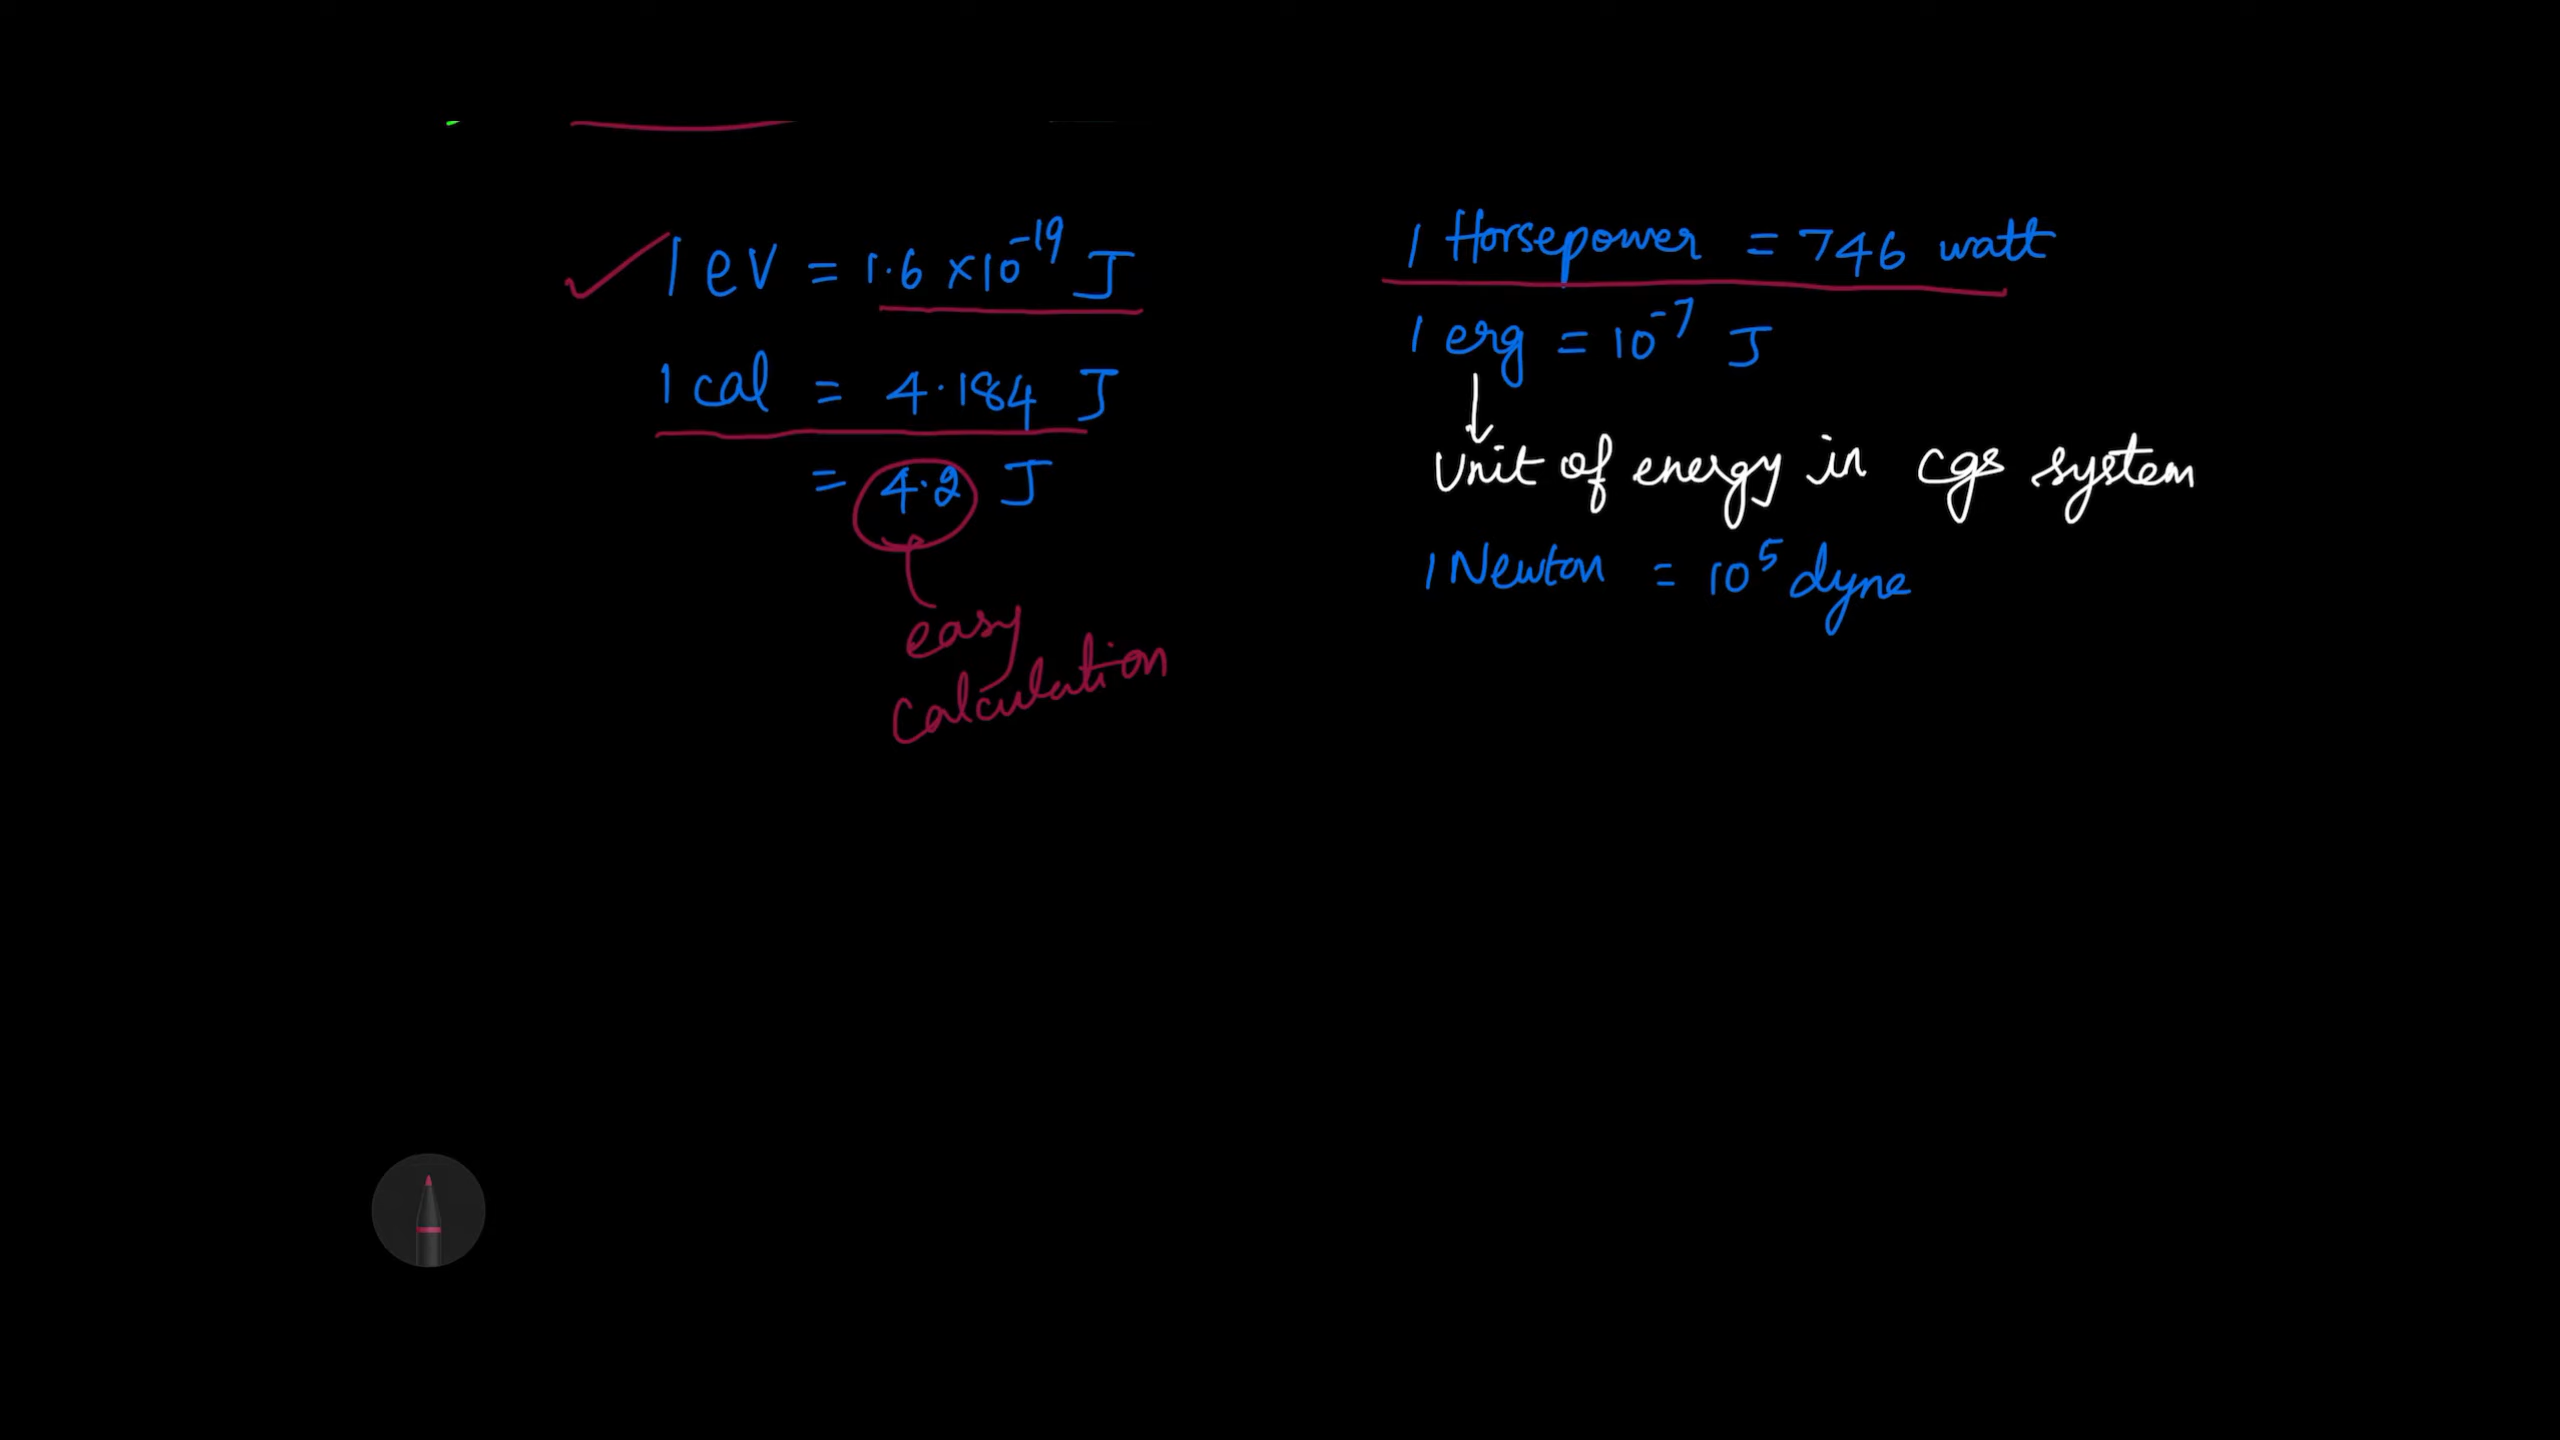 1 ev = 1.6 ×10⁻¹⁹ J
1 cal = 4.184 J
= 4.2 J
easy
calculation
1 Horsepower = 746 watt
1 erg = 10⁻⁷ J
↓
Unit of energy in cgs system
1 Newton = 10⁵ dyne